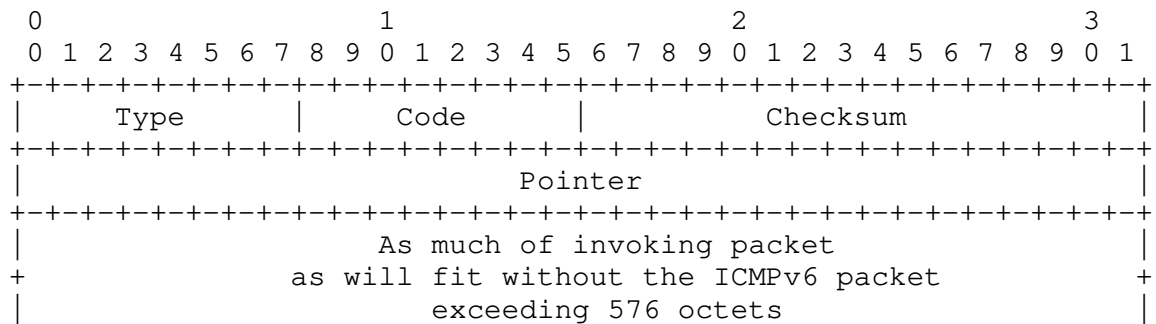 0                   1                   2                   3
 0 1 2 3 4 5 6 7 8 9 0 1 2 3 4 5 6 7 8 9 0 1 2 3 4 5 6 7 8 9 0 1
+-+-+-+-+-+-+-+-+-+-+-+-+-+-+-+-+-+-+-+-+-+-+-+-+-+-+-+-+-+-+-+-+
|     Type      |     Code      |          Checksum             |
+-+-+-+-+-+-+-+-+-+-+-+-+-+-+-+-+-+-+-+-+-+-+-+-+-+-+-+-+-+-+-+-+
|                            Pointer                            |
+-+-+-+-+-+-+-+-+-+-+-+-+-+-+-+-+-+-+-+-+-+-+-+-+-+-+-+-+-+-+-+-+
|                    As much of invoking packet                 |
+               as will fit without the ICMPv6 packet           +
|                       exceeding 576 octets                    |